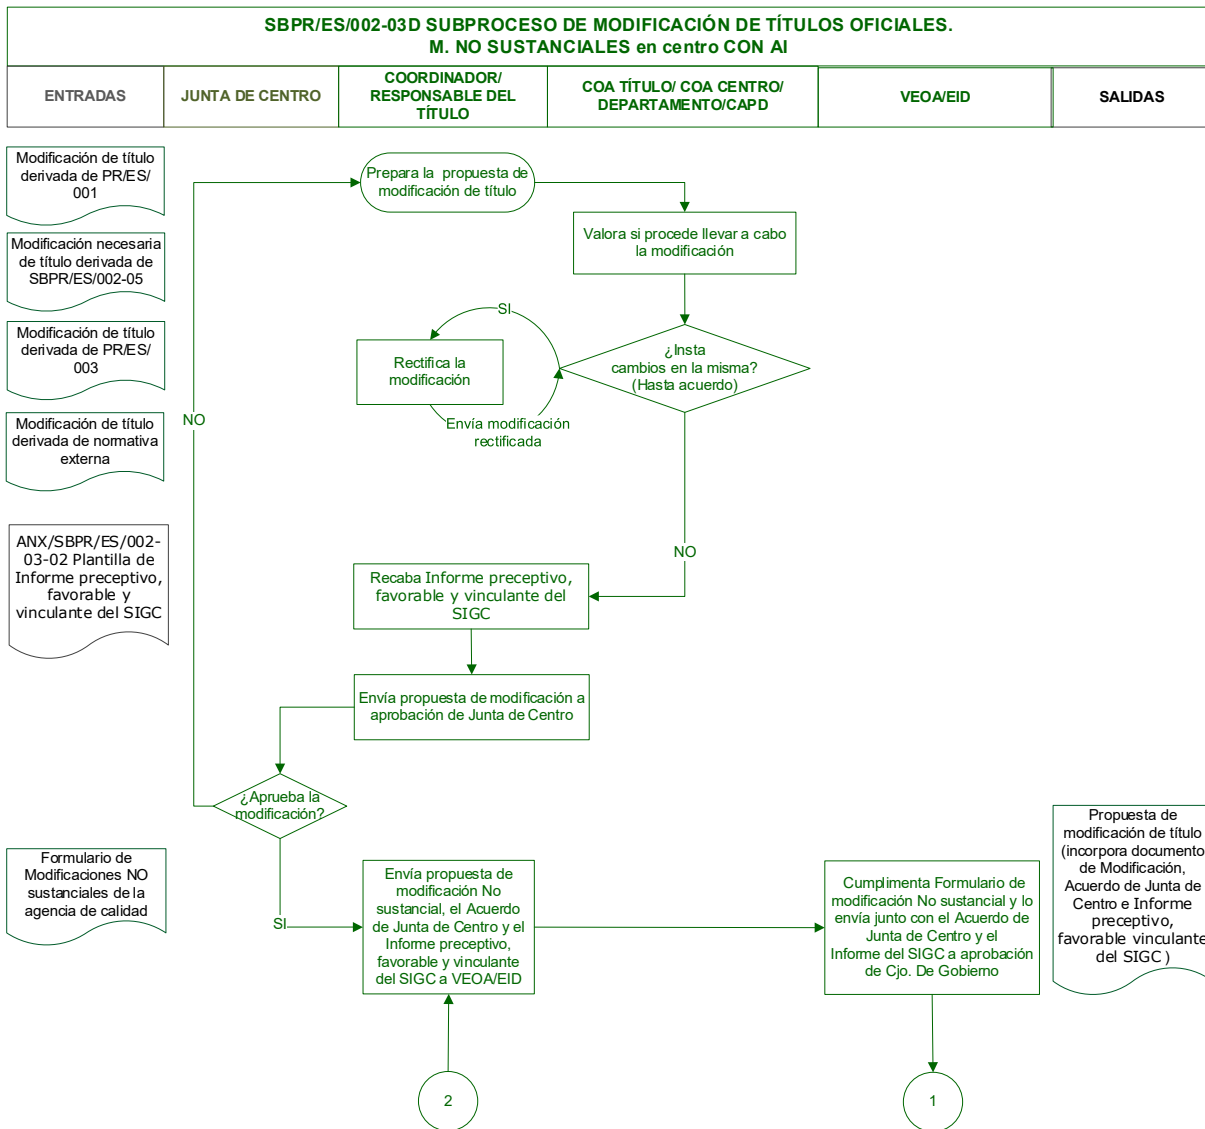 SBPR/ES/002-03D SUBPROCESO DE MODIFICACIÓN DE TÍTULOS OFICIALES.
M. NO SUSTANCIALES en centro CON AI
ENTRADAS
JUNTA DE CENTRO
COORDINADOR/
RESPONSABLE DEL
TÍTULO
COA TÍTULO/ COA CENTRO/
DEPARTAMENTO/CAPD
VEOA/EID
SALIDAS
Modificación de título
derivada de PR/ES/
001
Prepara la propuesta de
modificación de título
Valora si procede llevar a cabo
la modificación
Modificación necesaria
de título derivada de
SBPR/ES/002-05
SI
Modificación de título
derivada de PR/ES/
003
Rectifica la
modificación
¿Insta
cambios en la misma?
(Hasta acuerdo)
NO
Envía modificación
rectificada
Modificación de título
derivada de normativa
externa
ANX/SBPR/ES/002-
03-02 Plantilla de
Informe preceptivo,
favorable y
vinculante del SIGC
NO
Recaba Informe preceptivo,
favorable y vinculante del
SIGC
Envía propuesta de modificación a
aprobación de Junta de Centro
¿Aprueba la
modificación?
Formulario de
Modificaciones NO
sustanciales de la
agencia de calidad
SI
Envía propuesta de
modificación No
sustancial, el Acuerdo
de Junta de Centro y el
Informe preceptivo,
favorable y vinculante
del SIGC a VEOA/EID
Cumplimenta Formulario de
modificación No sustancial y lo
envía junto con el Acuerdo de
Junta de Centro y el
Informe del SIGC a aprobación
de Cjo. De Gobierno
Propuesta de
modificación de título
(incorpora documento
de Modificación,
Acuerdo de Junta de
Centro e Informe
preceptivo,
favorable vinculante
del SIGC )
2
1